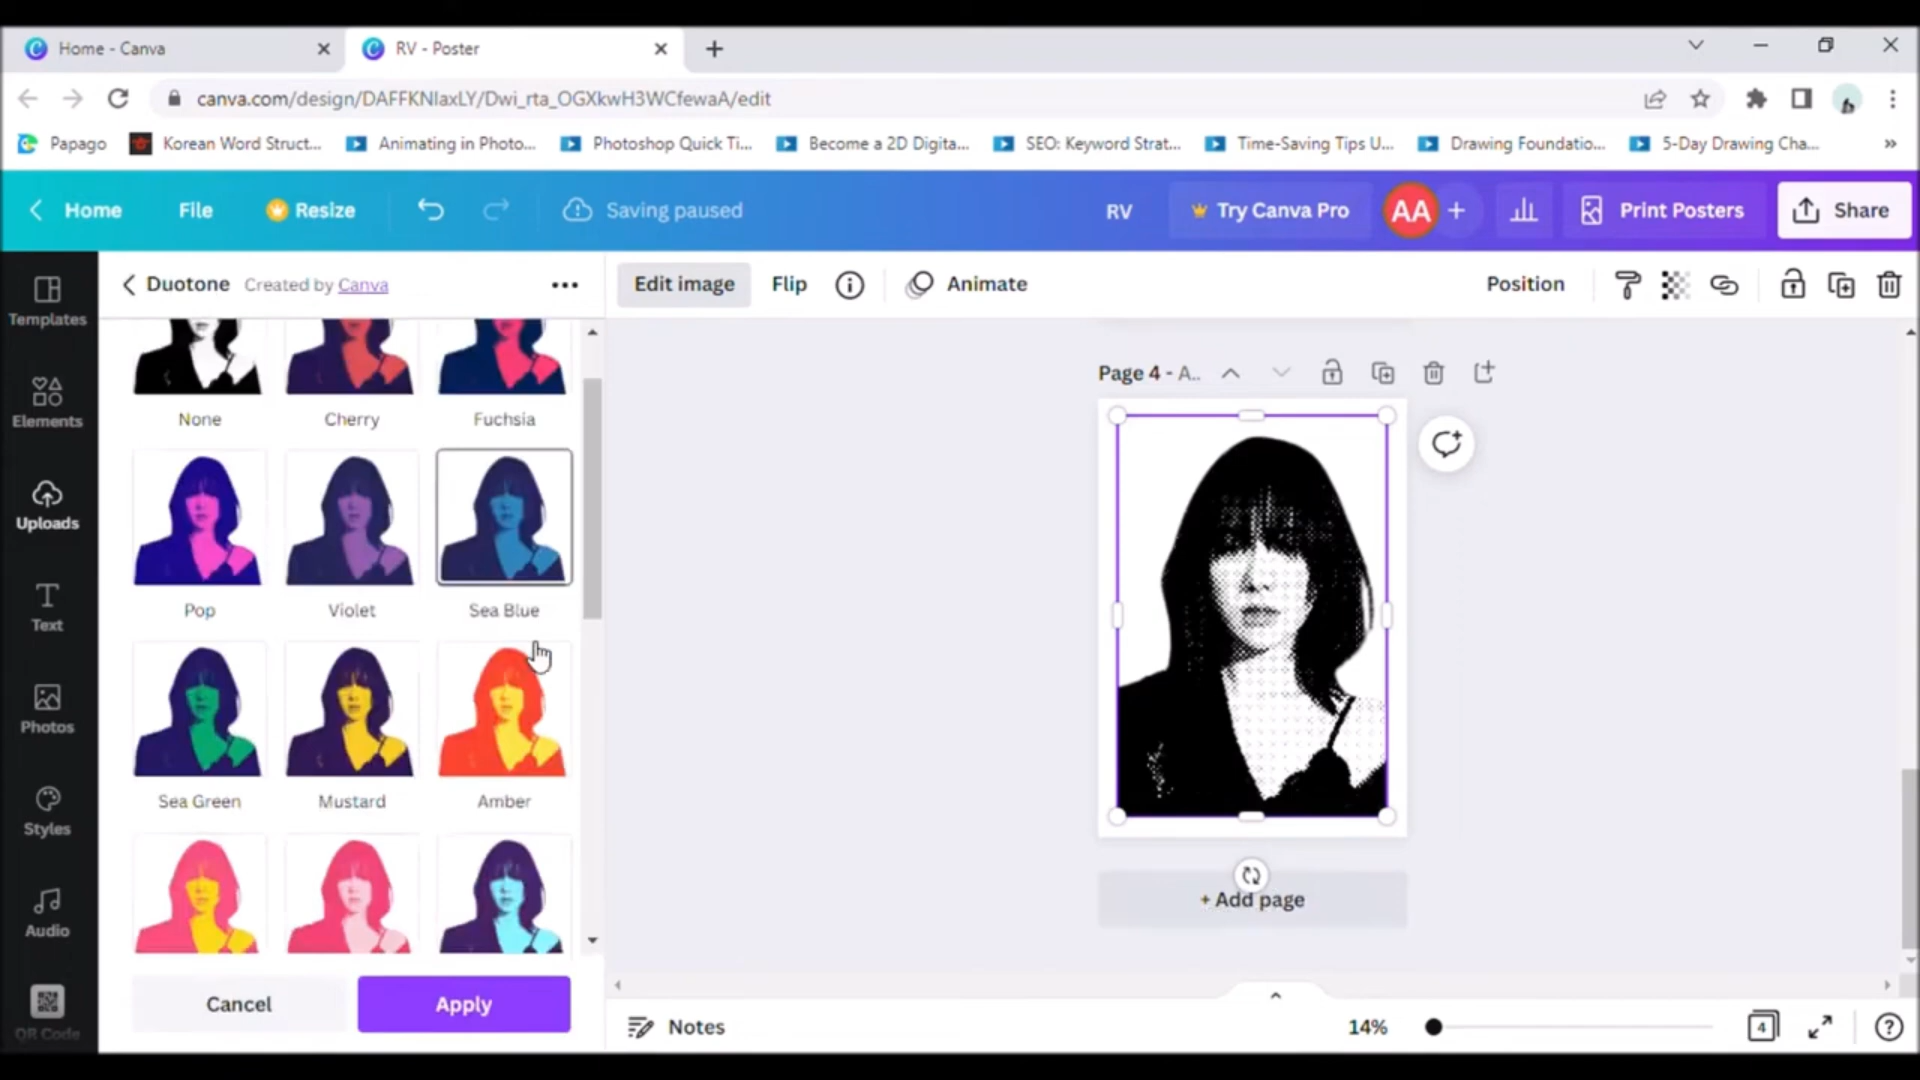 Home - Canva
RV - Poster
canva.com/design/DAFFKNIaxLY/Dwi_rta_OGXkwH3WCfewaA/edit
Papago
Korean Word Struct...
Animating in Photo...
Photoshop Quick Ti...
Become a 2D Digita...
SEO: Keyword Strat...
Time-Saving Tips U...
Drawing Foundatio...
5-Day Drawing Cha...
Home
File
Resize
Saving paused
RV
Try Canva Pro
AA
Print Posters
Share
Templates
Elements
Uploads
Text
Photos
Styles
Audio
QR Code
Duotone
Created by Canva
Edit image
Flip
Animate
Position
None
Cherry
Fuchsia
Pop
Violet
Sea Blue
Sea Green
Mustard
Amber
Cancel
Apply
Page 4 - A..
+ Add page
Notes
14%
4